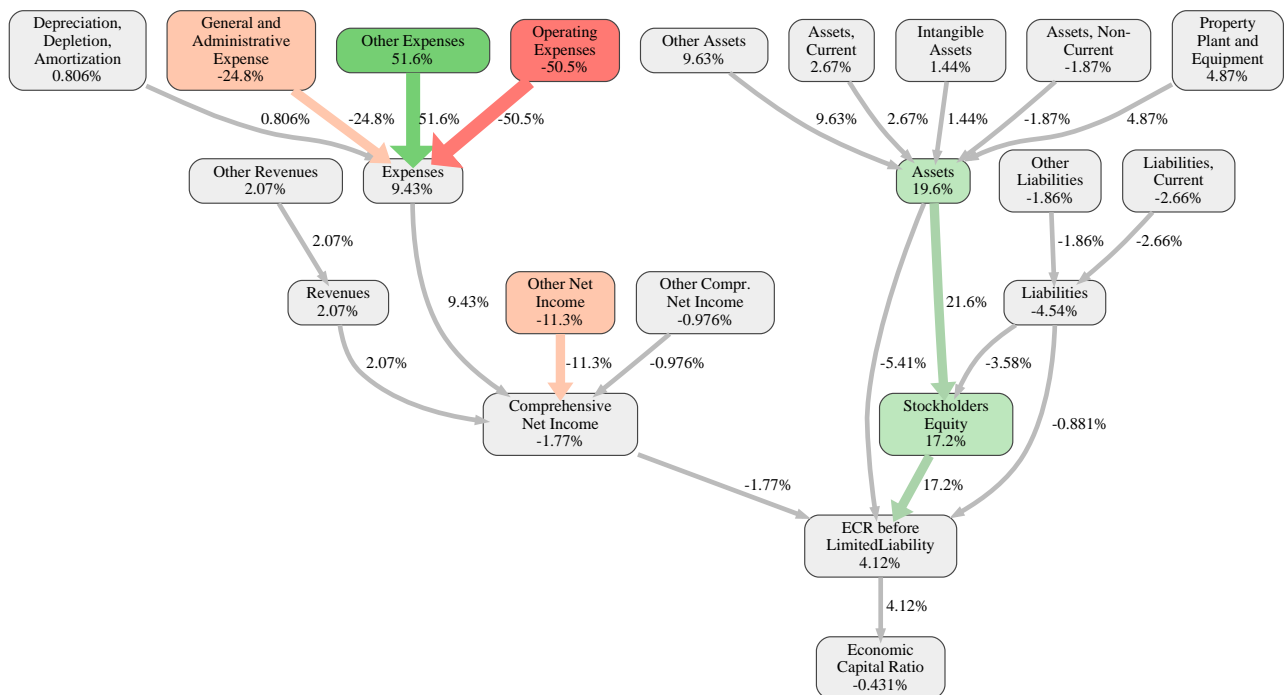 Depreciation,
Depletion,
Amortization
0.806%
General and
Administrative
Expense
-24.8%
Other Expenses
51.6%
Operating
Expenses
-50.5%
Other Assets
9.63%
Assets,
Current
2.67%
Intangible
Assets
1.44%
Assets, Non-
Current
-1.87%
Property
Plant and
Equipment
4.87%
0.806%
-24.8%
51.6%
-50.5%
9.63%
2.67%
1.44%
-1.87%
4.87%
Other Revenues
2.07%
Expenses
9.43%
Assets
19.6%
Other
Liabilities
-1.86%
Liabilities,
Current
-2.66%
2.07%
-1.86%
-2.66%
Revenues
2.07%
9.43%
Other Net
Income
-11.3%
Other Compr.
Net Income
-0.976%
21.6%
Liabilities
-4.54%
2.07%
-11.3%
-0.976%
-5.41%
-3.58%
Comprehensive
Net Income
-1.77%
Stockholders
Equity
17.2%
-0.881%
-1.77%
17.2%
ECR before
LimitedLiability
4.12%
4.12%
Economic
Capital Ratio
-0.431%